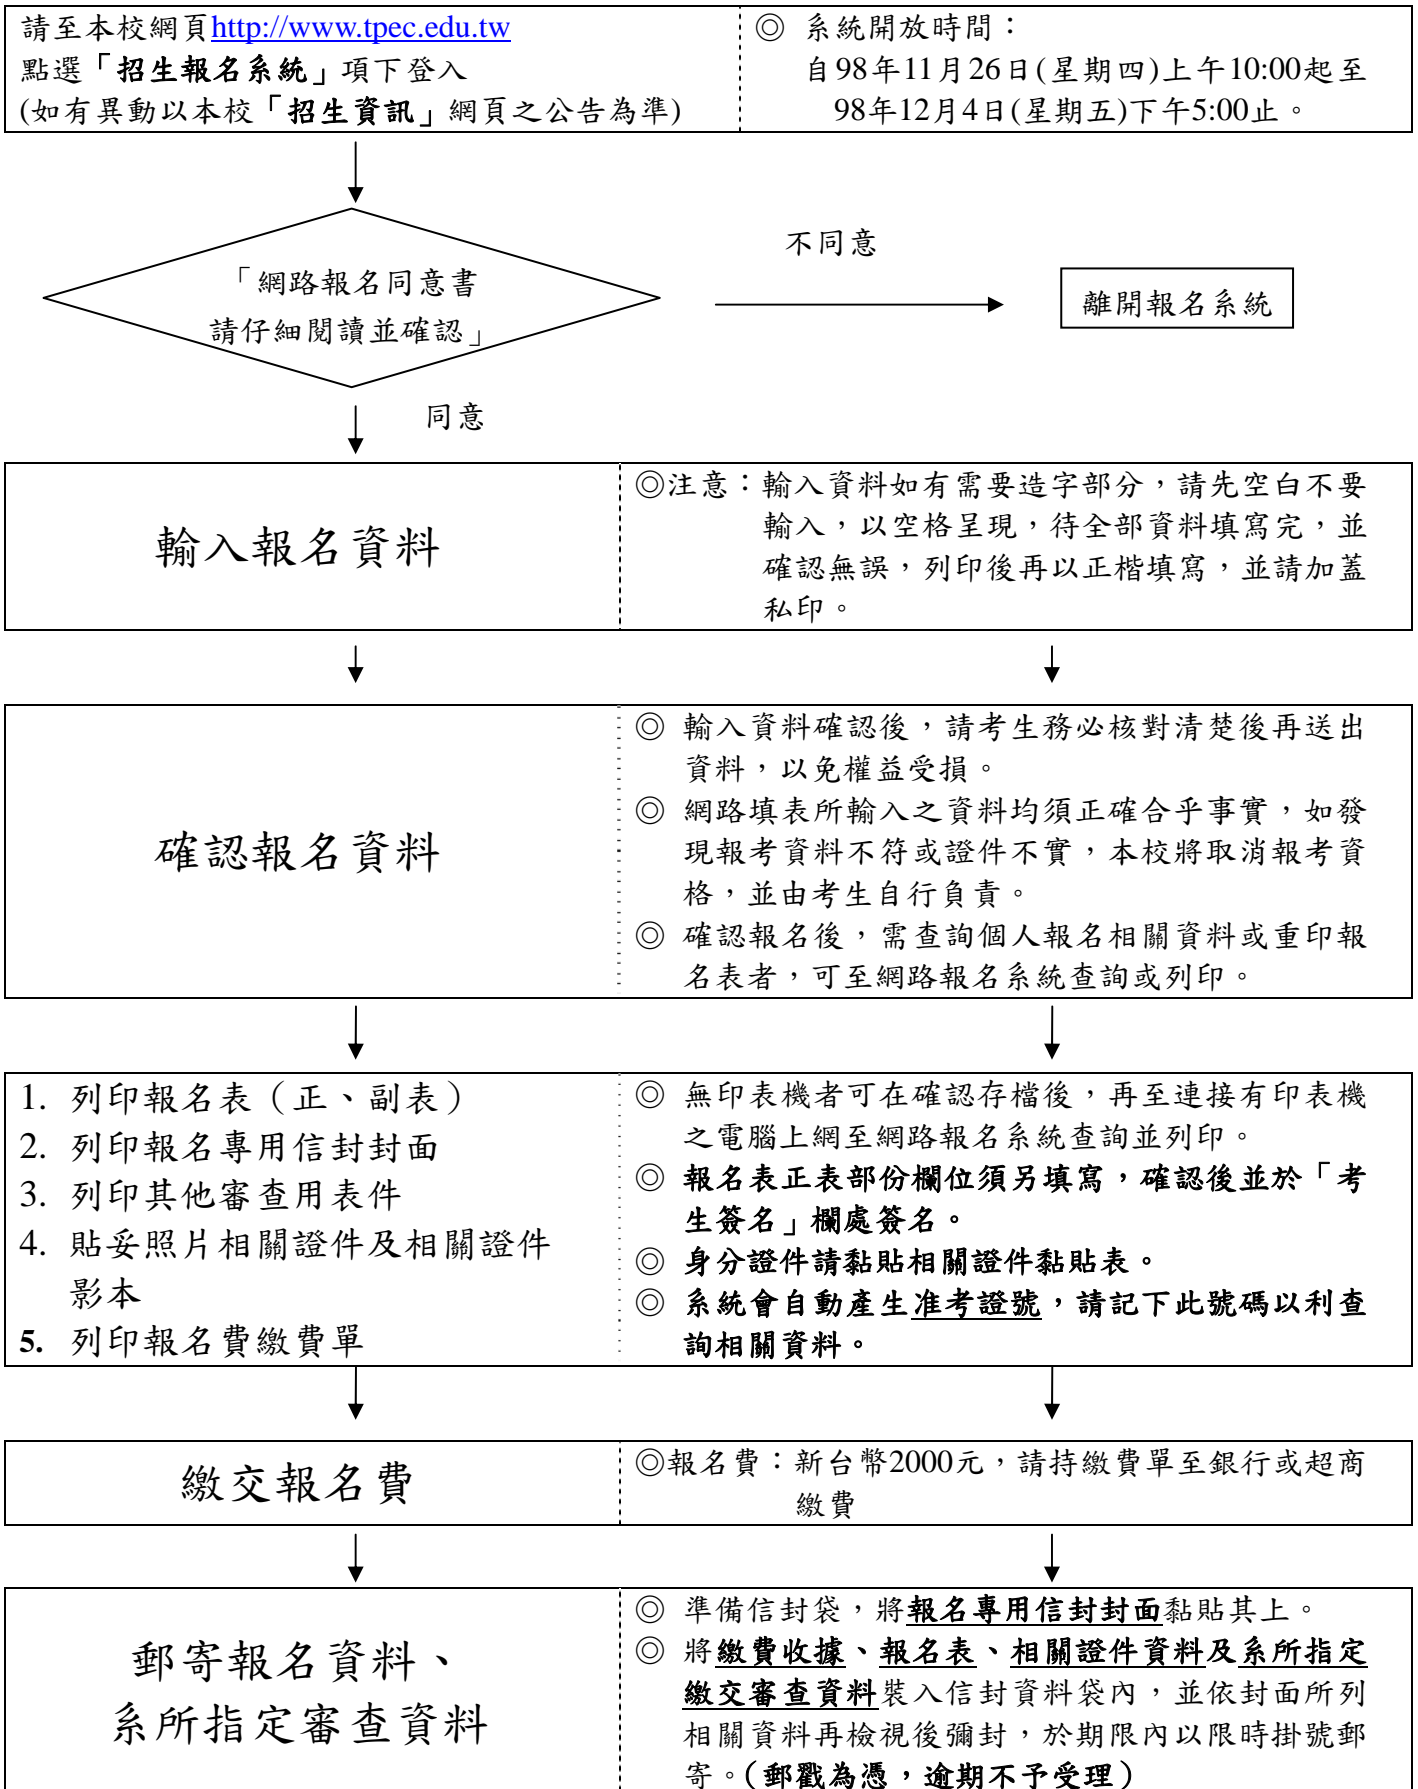 請至本校網頁http://www.tpec.edu.tw
點選「招生報名系統」項下登入
(如有異動以本校「招生資訊」網頁之公告為準)
◎ 系統開放時間：
自98年11月26日(星期四)上午10:00起至
98年12月4日(星期五)下午5:00止。
「網路報名同意書
請仔細閱讀並確認」
不同意
離開報名系統
同意
輸入報名資料
◎注意：輸入資料如有需要造字部分，請先空白不要
輸入，以空格呈現，待全部資料填寫完，並
確認無誤，列印後再以正楷填寫，並請加蓋
私印。
確認報名資料
◎ 輸入資料確認後，請考生務必核對清楚後再送出
資料，以免權益受損。
◎ 網路填表所輸入之資料均須正確合乎事實，如發
現報考資料不符或證件不實，本校將取消報考資
格，並由考生自行負責。
◎ 確認報名後，需查詢個人報名相關資料或重印報
名表者，可至網路報名系統查詢或列印。
1. 列印報名表（正、副表）
2. 列印報名專用信封封面
3. 列印其他審查用表件
4. 貼妥照片相關證件及相關證件
影本
5. 列印報名費繳費單
◎ 無印表機者可在確認存檔後，再至連接有印表機
之電腦上網至網路報名系統查詢並列印。
◎ 報名表正表部份欄位須另填寫，確認後並於「考
生簽名」欄處簽名。
◎ 身分證件請黏貼相關證件黏貼表。
◎ 系統會自動產生准考證號，請記下此號碼以利查
詢相關資料。
繳交報名費
◎報名費：新台幣2000元，請持繳費單至銀行或超商
繳費
郵寄報名資料、
系所指定審查資料
◎ 準備信封袋，將報名專用信封封面黏貼其上。
◎ 將繳費收據、報名表、相關證件資料及系所指定
繳交審查資料裝入信封資料袋內，並依封面所列
相關資料再檢視後彌封，於期限內以限時掛號郵
寄。(郵戳為憑，逾期不予受理)